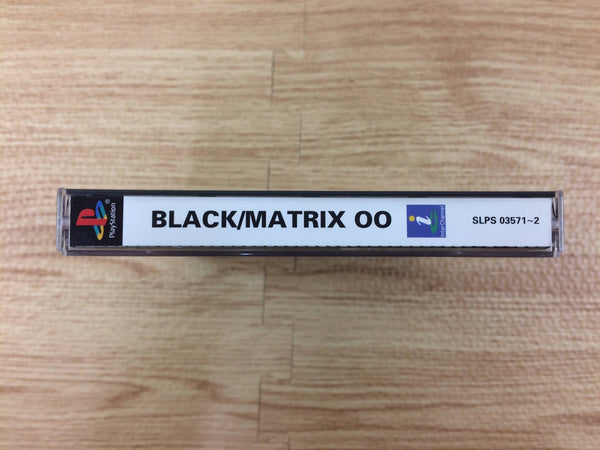 PlayStation
®
BLACK/MATRIX OO
interChannel
SLPS 03571~2